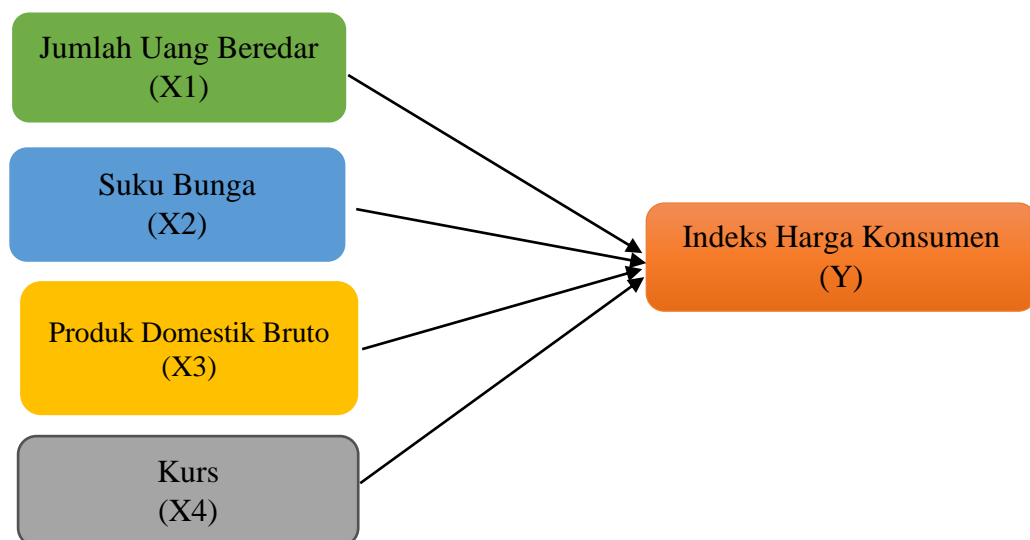 Jumlah Uang Beredar
(X1)
Suku Bunga
(X2)
Produk Domestik Bruto
(X3)
Kurs
(X4)
Indeks Harga Konsumen
(Y)